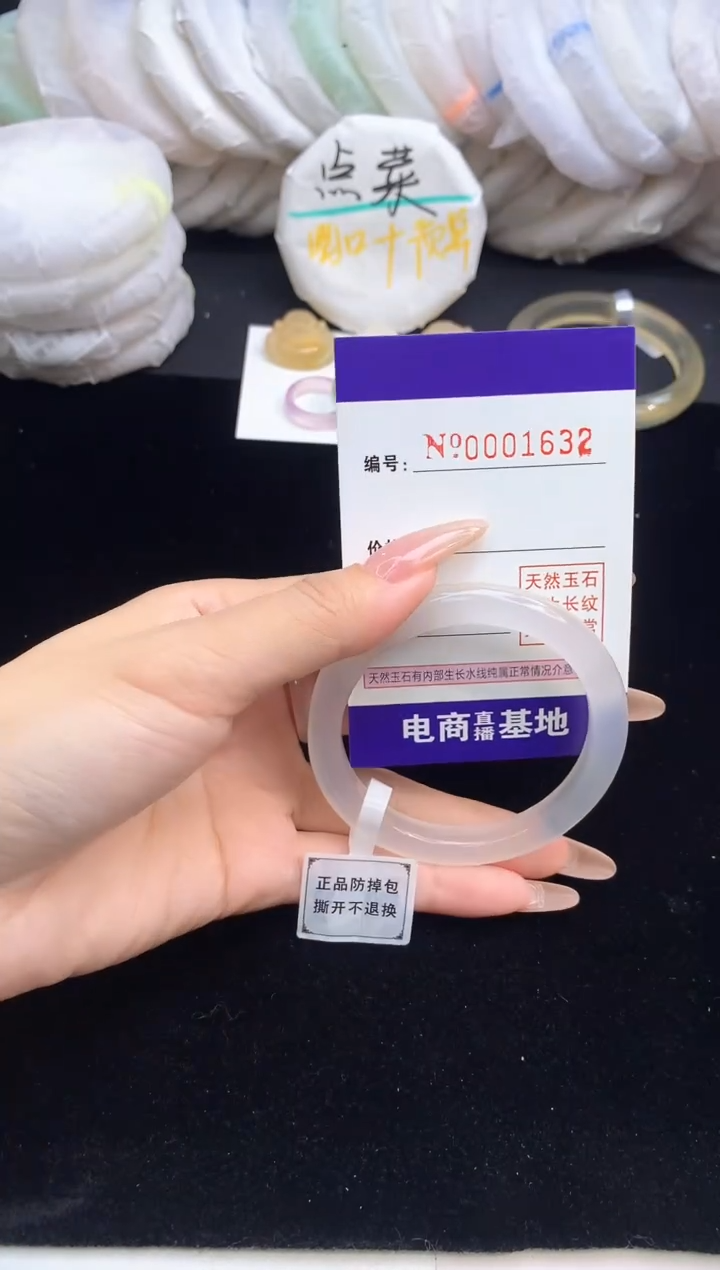 点菜
编号: №0001632
价
天然玉石
长纹
天然玉石有内部生长水线纯属正常情况介意
电商直播基地
正品防掉包
撕开不退换